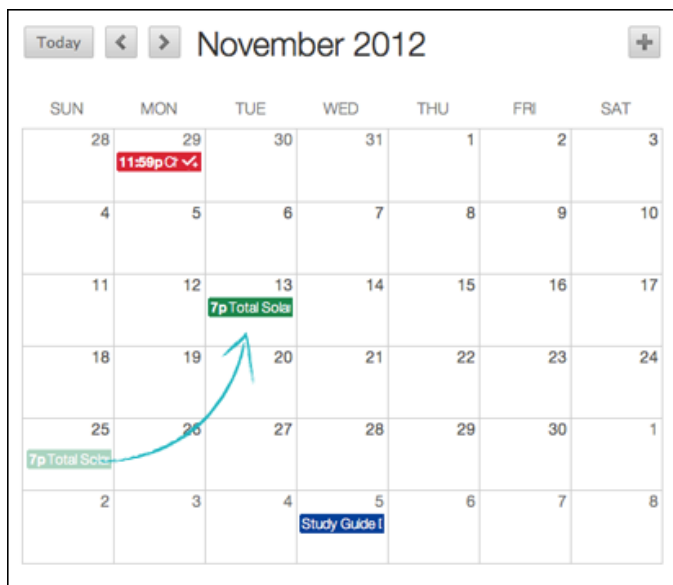 Today < > November 2012 +
SUN MON TUE WED THU FRI SAT
28 29 30 31 1 2 3
11:59p
4 5 6 7 8 9 10
11 12 13 14 15 16 17
7p Total Solar
18 19 20 21 22 23 24
25 26 27 28 29 30 1
7p Total Solar
2 3 4 5 6 7 8
Study Guide